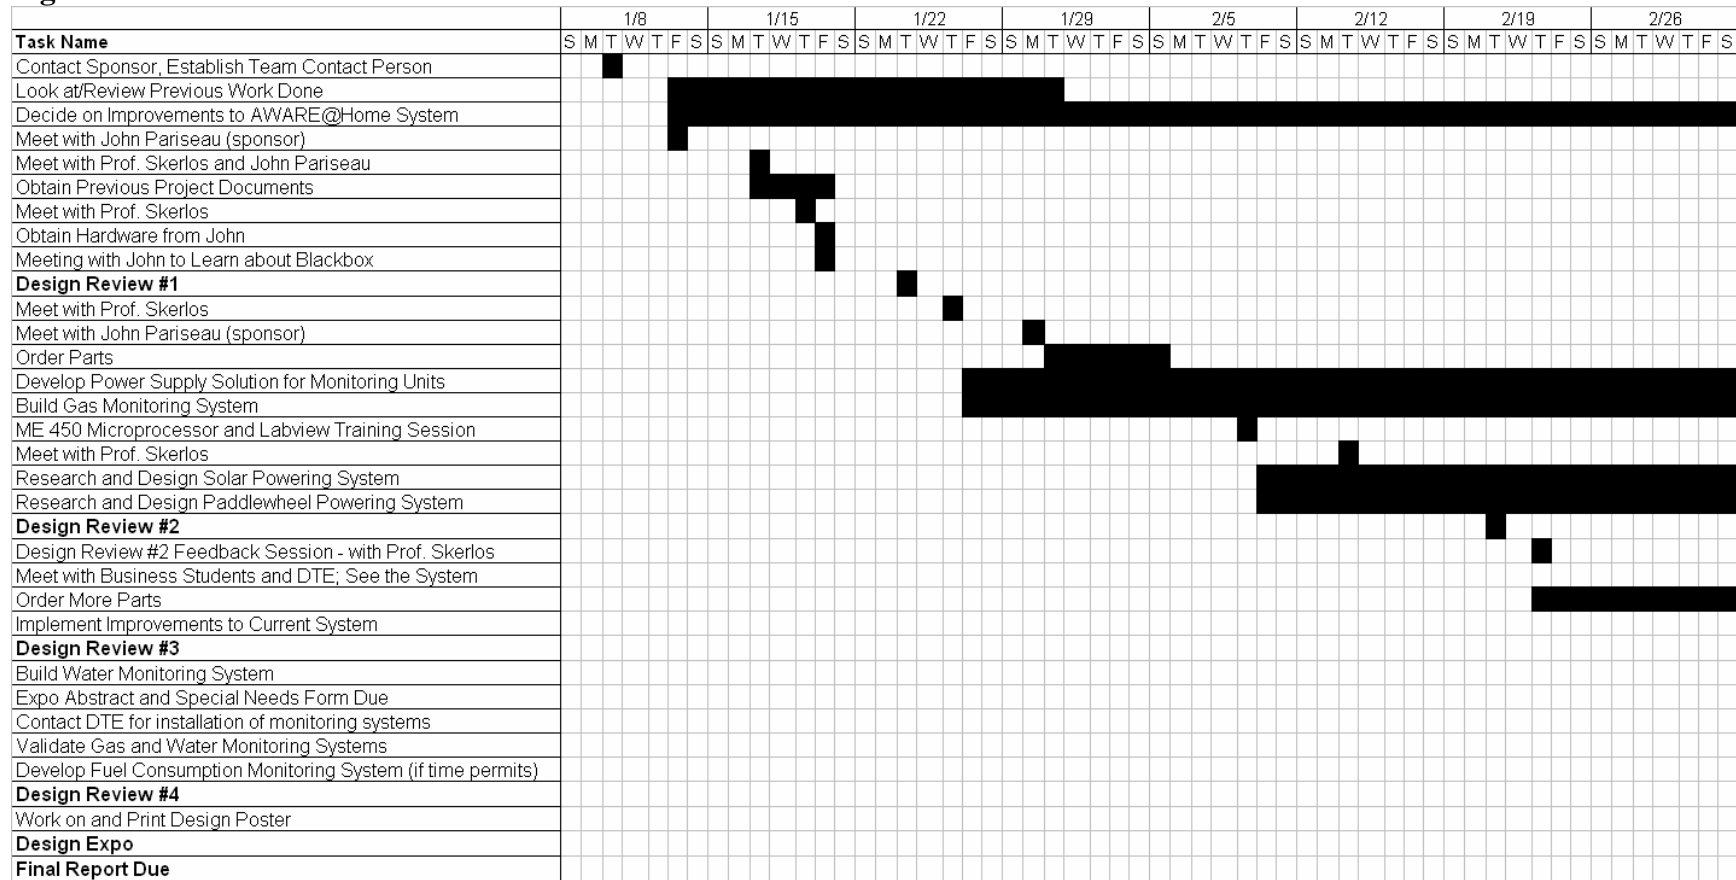 1/8 1/15 1/22 1/29 2/5 2/12 2/19 2/26
Task Name S M T W T F S S M T W T F S S M T W T F S S M T W T F S S M T W T F S S M T W T F S S M T W T F S S M T W T F S
Contact Sponsor, Establish Team Contact Person
Look at/Review Previous Work Done
Decide on Improvements to AWARE@Home System
Meet with John Pariseau (sponsor)
Meet with Prof. Skerlos and John Pariseau
Obtain Previous Project Documents
Meet with Prof. Skerlos
Obtain Hardware from John
Meeting with John to Learn about Blackbox
Design Review #1
Meet with Prof. Skerlos
Meet with John Pariseau (sponsor)
Order Parts
Develop Power Supply Solution for Monitoring Units
Build Gas Monitoring System
ME 450 Microprocessor and Labview Training Session
Meet with Prof. Skerlos
Research and Design Solar Powering System
Research and Design Paddlewheel Powering System
Design Review #2
Design Review #2 Feedback Session - with Prof. Skerlos
Meet with Business Students and DTE; See the System
Order More Parts
Implement Improvements to Current System
Design Review #3
Build Water Monitoring System
Expo Abstract and Special Needs Form Due
Contact DTE for installation of monitoring systems
Validate Gas and Water Monitoring Systems
Develop Fuel Consumption Monitoring System (if time permits)
Design Review #4
Work on and Print Design Poster
Design Expo
Final Report Due